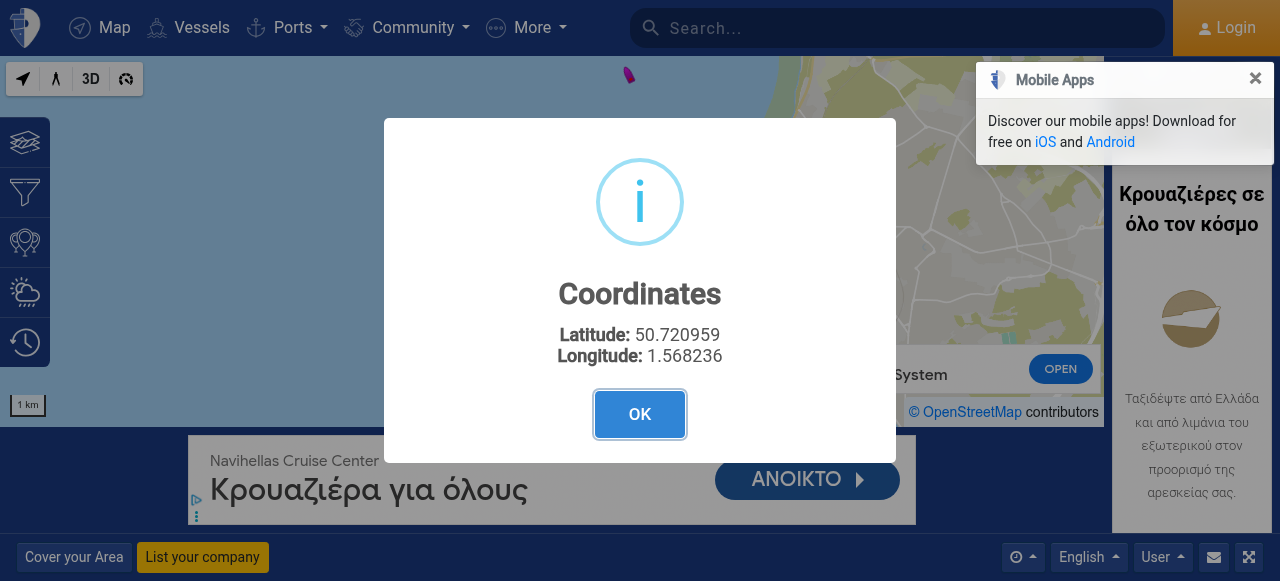 Map
Vessels
Ports
Community
More
Search...
Login
3D
Mobile Apps
Discover our mobile apps! Download for
free on iOS and Android
i
Coordinates
Latitude: 50.720959
Longitude: 1.568236
OK
Κρουαζιέρες σε
όλο τον κόσμο
Ταξιδέψτε από Ελλάδα
και από λιμάνια του
εξωτερικού στον
προορισμό της
αρεσκείας σας.
System
OPEN
1 km
© OpenStreetMap contributors
Navihellas Cruise Center
Κρουαζιέρα για όλους
ΑΝΟΙΚΤΟ
Cover your Area
List your company
English
User